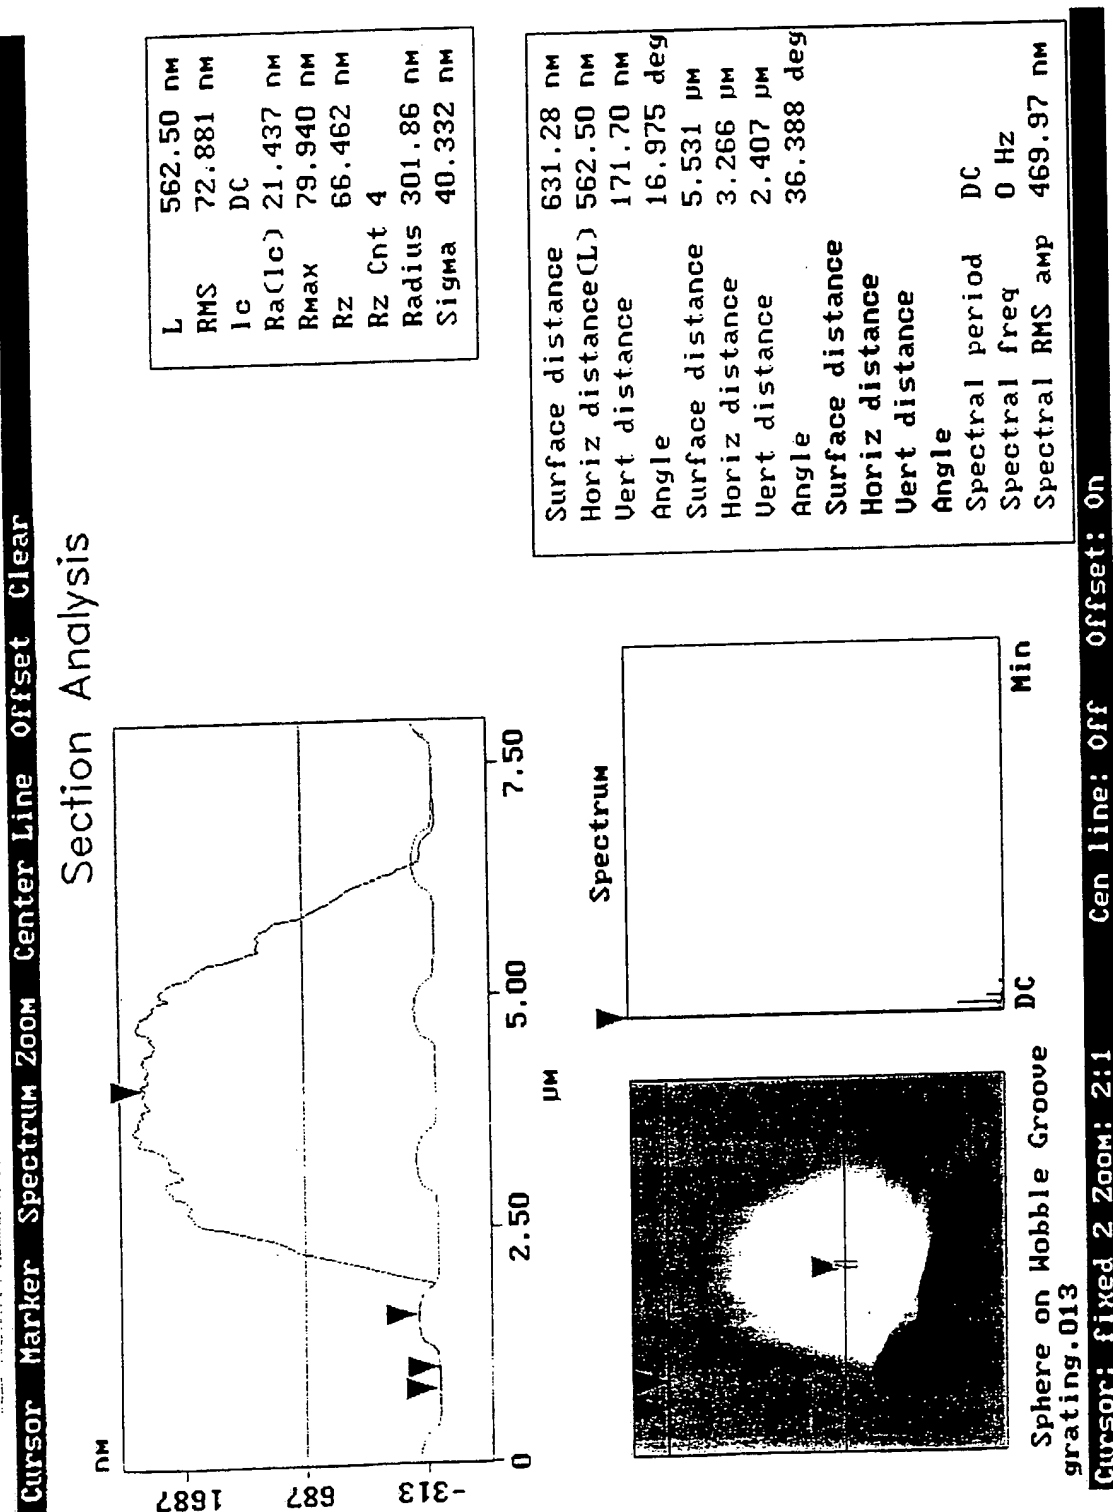 Cursor Marker Spectrum Zoom Center Line Offset Clear
Section Analysis
nM
1687
687
-313
0
2.50
5.00
7.50
µM
L 562.50 nM
RMS 72.881 nM
lc DC
Ra(lc) 21.437 nM
RMax 79.940 nM
Rz 66.462 nM
Rz Cnt 4
Radius 301.86 nM
SigMa 40.332 nM
Spectrum
DC
Min
Surface distance 631.28 nM
Horiz distance(L) 562.50 nM
Vert distance 171.70 nM
Angle 16.975 deg
Surface distance 5.531 µM
Horiz distance 3.266 µM
Vert distance 2.407 µM
Angle 36.388 deg
Surface distance
Horiz distance
Vert distance
Angle
Spectral period DC
Spectral freq 0 Hz
Spectral RMS aMp 469.97 nM
Sphere on Wobble Groove
grating.013
Cursor: fixed 2 Zoom: 2:1 Cen line: Off Offset: On